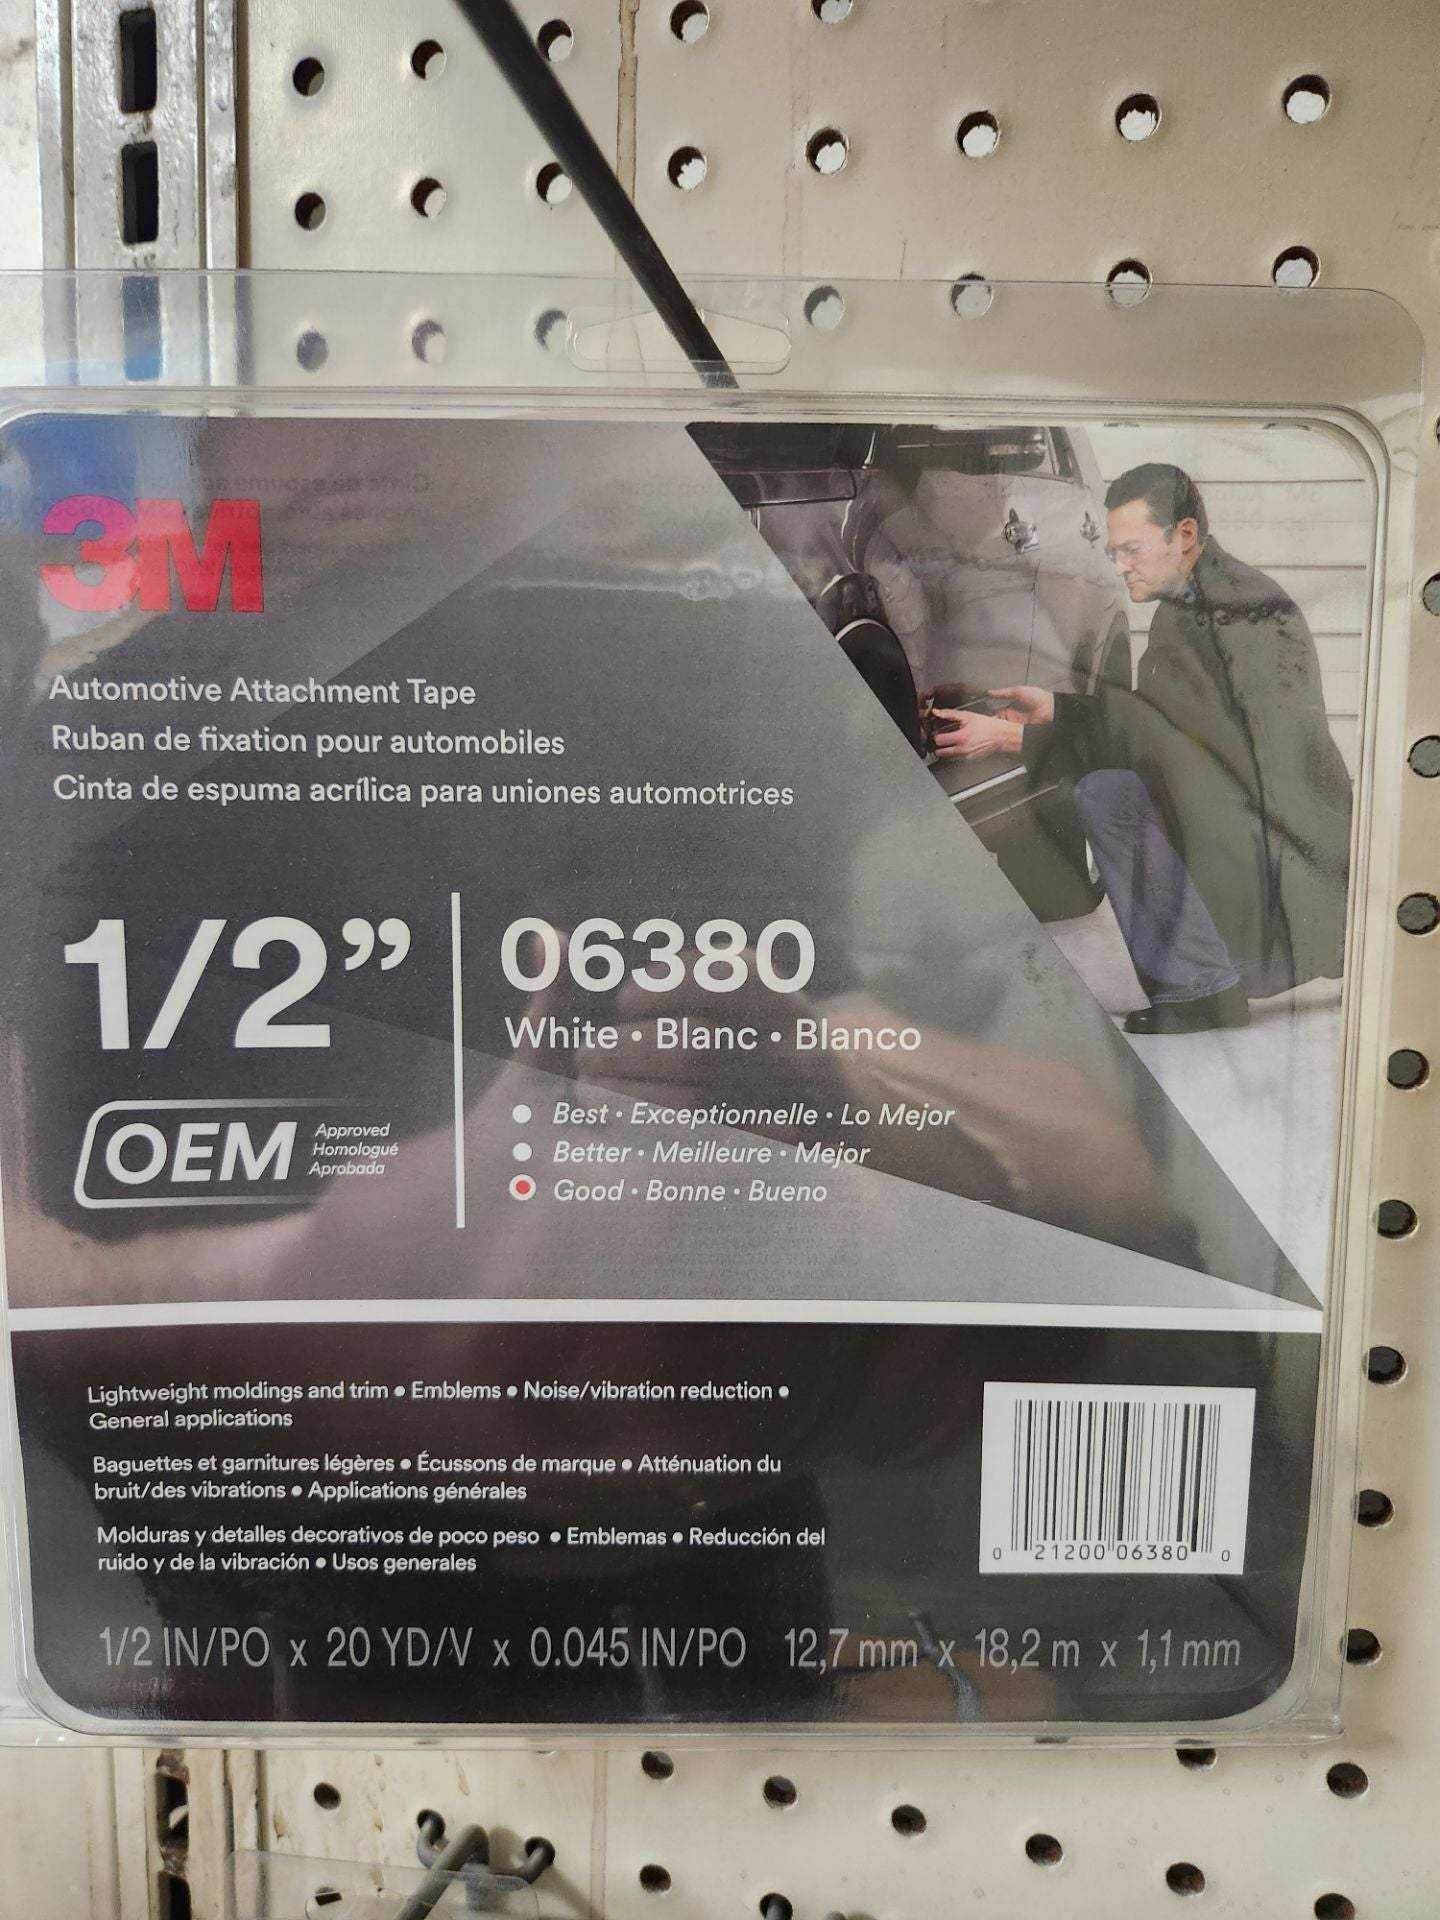 3M
Automotive Attachment Tape
Ruban de fixation pour automobiles
Cinta de espuma acrílica para uniones automotrices
1/2”
OEM
Approved
Homologué
Aprobada
06380
White • Blanc • Blanco
Best • Exceptionnelle • Lo Mejor
Better • Meilleure • Mejor
Good • Bonne • Bueno
Lightweight moldings and trim • Emblems • Noise/vibration reduction •
General applications
Baguettes et garnitures légères • Écussons de marque • Atténuation du
bruit/des vibrations • Applications générales
Molduras y detalles decorativos de poco peso • Emblemas • Reducción del
ruido y de la vibración • Usos generales
0 21200 06380 0
1/2 IN/PO x 20 YD/V x 0.045 IN/PO 12,7 mm x 18,2 m x 1,1 mm